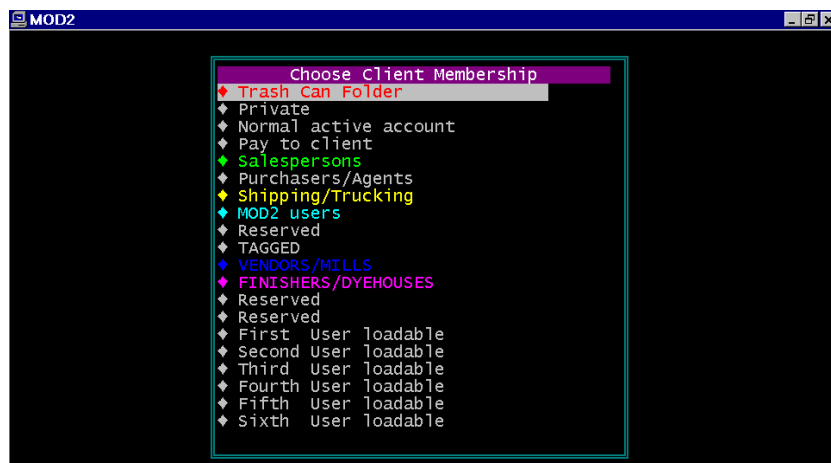 MOD2
Choose Client Membership
Trash Can Folder
Private
Normal active account
Pay to client
Salespersons
Purchasers/Agents
Shipping/Trucking
MOD2 users
Reserved
TAGGED
VENDORS/MILLS
FINISHERS/DYEHOUSES
Reserved
Reserved
First  User loadable
Second User loadable
Third  User loadable
Fourth User loadable
Fifth  User loadable
Sixth  User loadable